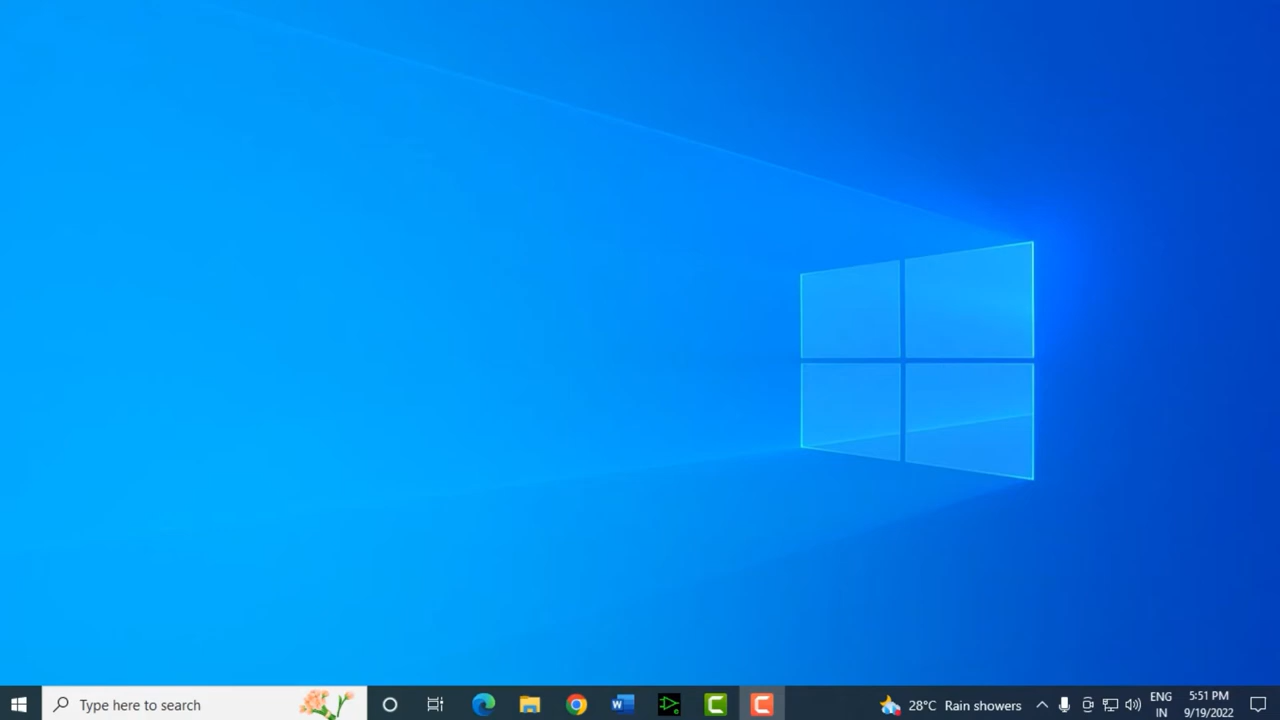 Type here to search
28°C Rain showers
ENG
IN
5:51 PM
9/19/2022